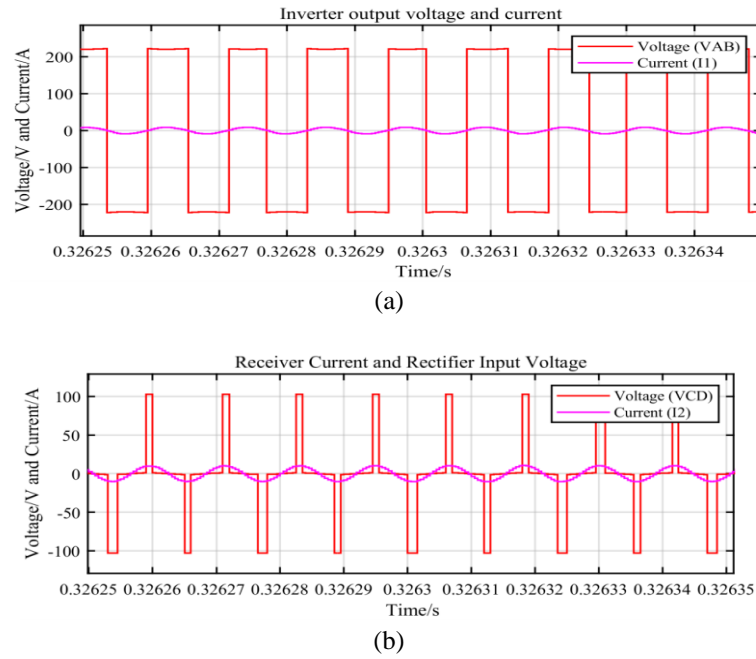 Inverter output voltage and current
Voltage/V and Current/A
200
100
0
-100
-200
Voltage (VAB)
Current (I1)
0.32625 0.32626 0.32627 0.32628 0.32629 0.3263 0.32631 0.32632 0.32633 0.32634
Time/s
(a)
Receiver Current and Rectifier Input Voltage
Voltage/V and Current/A
100
50
0
-50
-100
Voltage (VCD)
Current (I2)
0.32625 0.32626 0.32627 0.32628 0.32629 0.3263 0.32631 0.32632 0.32633 0.32634 0.32635
Time/s
(b)